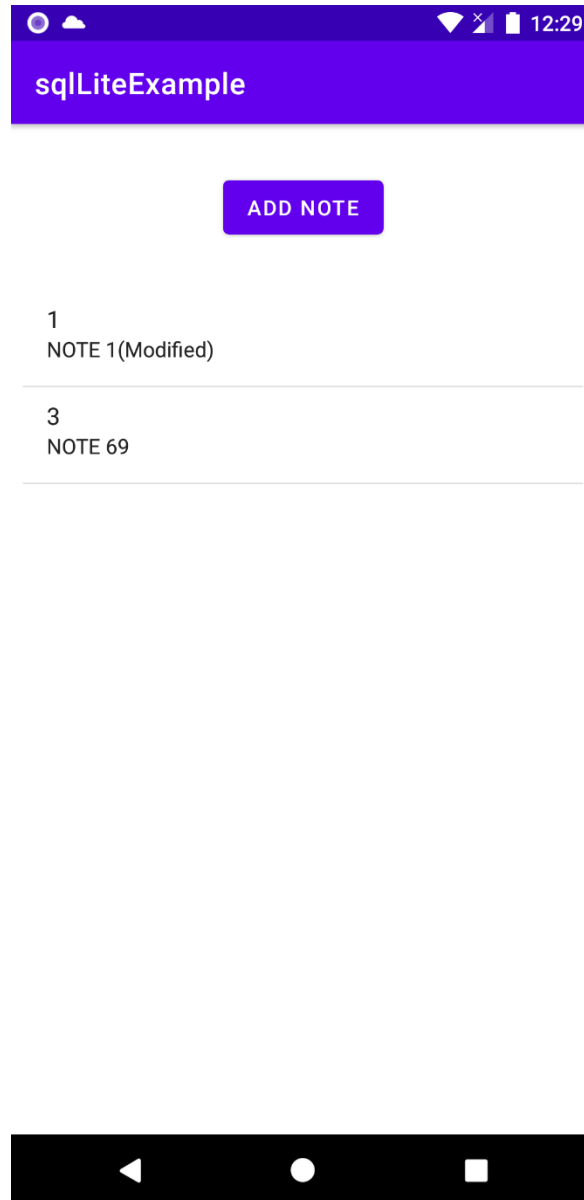 12:29
sqlLiteExample
ADD NOTE
1
NOTE 1(Modified)
3
NOTE 69